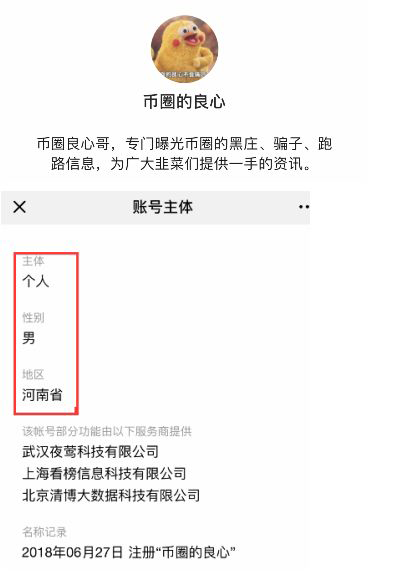 的良心不会痛
币圈的良心
币圈良心哥，专门曝光币圈的黑庄、骗子、跑
路信息，为广大韭菜们提供一手的资讯。
账号主体
主体
个人
性别
男
地区
河南省
该帐号部分功能由以下服务商提供
武汉夜莺科技有限公司
上海看榜信息科技有限公司
北京清博大数据科技有限公司
名称记录
2018年06月27日 注册“币圈的良心”